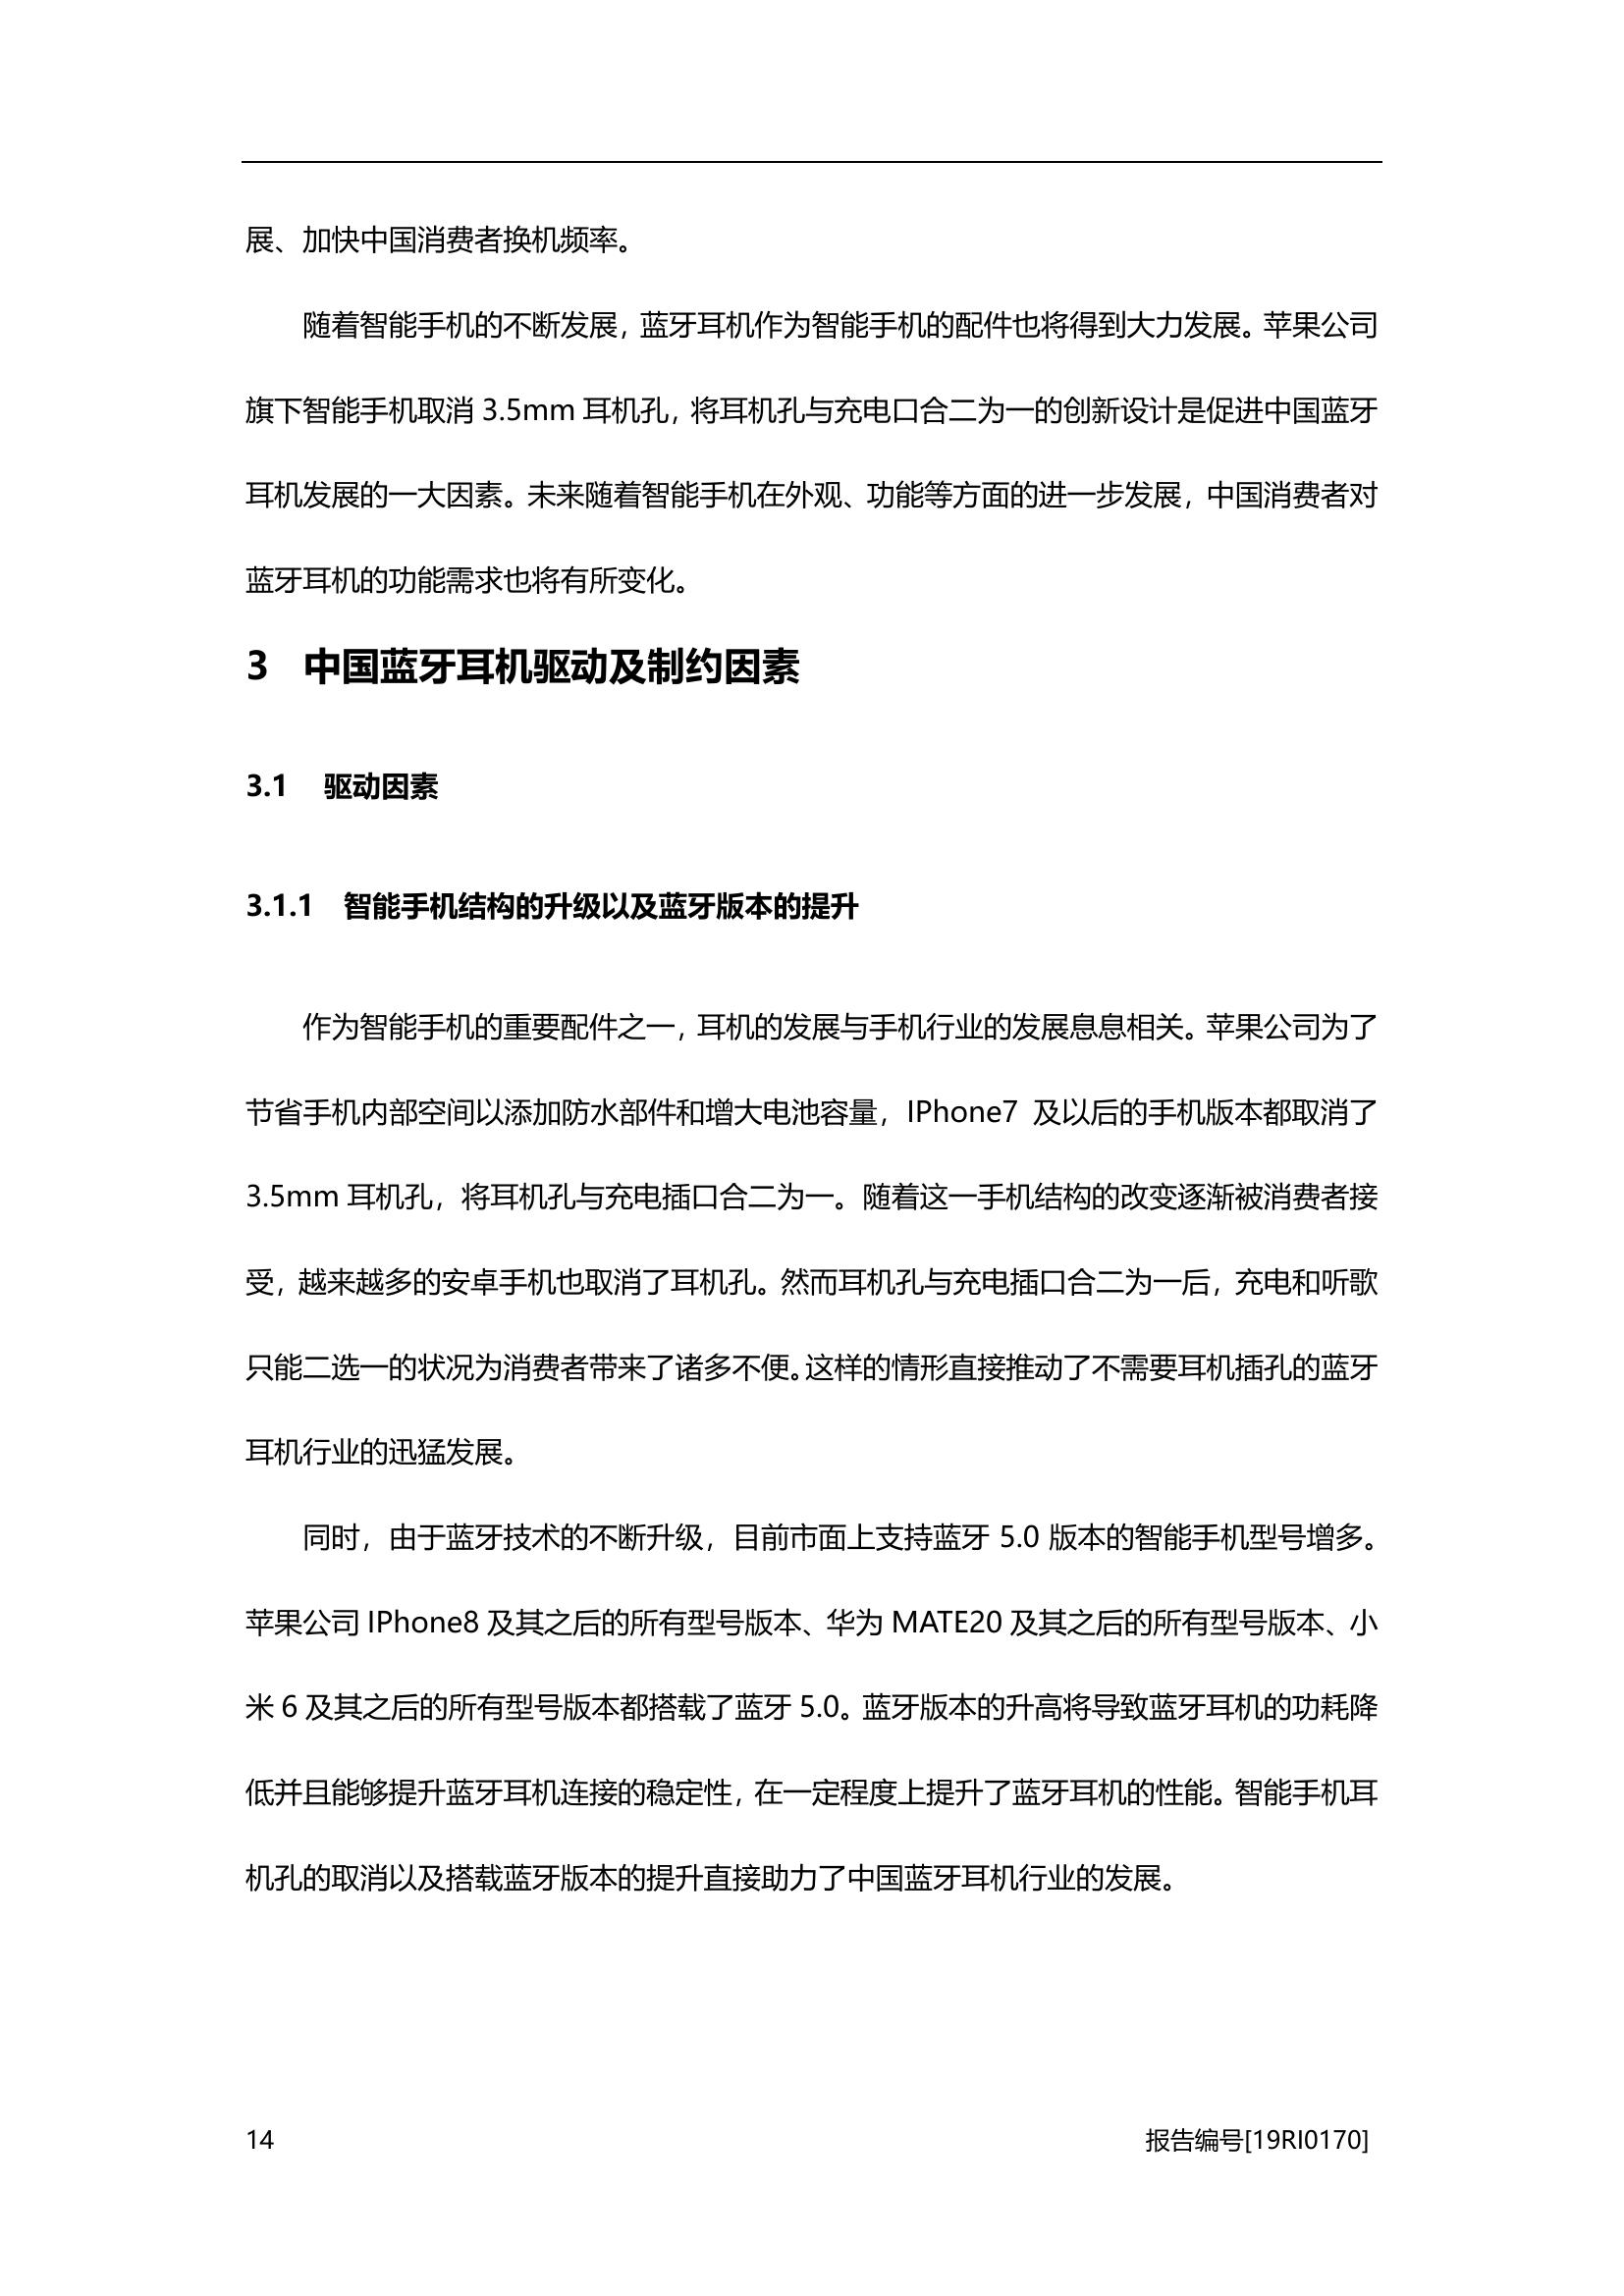 展、加快中国消费者换机频率。
随着智能手机的不断发展，蓝牙耳机作为智能手机的配件也将得到大力发展。苹果公司
旗下智能手机取消 3.5mm 耳机孔，将耳机孔与充电口合二为一的创新设计是促进中国蓝牙
耳机发展的一大因素。未来随着智能手机在外观、功能等方面的进一步发展，中国消费者对
蓝牙耳机的功能需求也将有所变化。
3 中国蓝牙耳机驱动及制约因素
3.1 驱动因素
3.1.1 智能手机结构的升级以及蓝牙版本的提升
作为智能手机的重要配件之一，耳机的发展与手机行业的发展息息相关。苹果公司为了
节省手机内部空间以添加防水部件和增大电池容量，IPhone7 及以后的手机版本都取消了
3.5mm 耳机孔，将耳机孔与充电插口合二为一。随着这一手机结构的改变逐渐被消费者接
受，越来越多的安卓手机也取消了耳机孔。然而耳机孔与充电插口合二为一后，充电和听歌
只能二选一的状况为消费者带来了诸多不便。这样的情形直接推动了不需要耳机插孔的蓝牙
耳机行业的迅猛发展。
同时，由于蓝牙技术的不断升级，目前市面上支持蓝牙 5.0 版本的智能手机型号增多。
苹果公司 IPhone8 及其之后的所有型号版本、华为 MATE20 及其之后的所有型号版本、小
米 6 及其之后的所有型号版本都搭载了蓝牙 5.0。蓝牙版本的升高将导致蓝牙耳机的功耗降
低并且能够提升蓝牙耳机连接的稳定性，在一定程度上提升了蓝牙耳机的性能。智能手机耳
机孔的取消以及搭载蓝牙版本的提升直接助力了中国蓝牙耳机行业的发展。
14 报告编号[19RI0170]